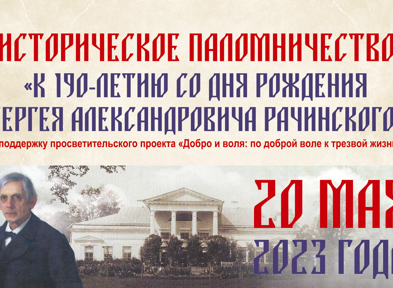 ИСТОРИЧЕСКОЕ ПАЛОМНИЧЕСТВО
«К 190-ЛЕТИЮ СО ДНЯ РОЖДЕНИЯ
ЕРГЕЯ АЛЕКСАНДРОВИЧА РАЧИНСКОГО
поддержку просветительского проекта «Добро и воля: по доброй воле к трезвой жизн
20 МАЯ
2023 ГОДА